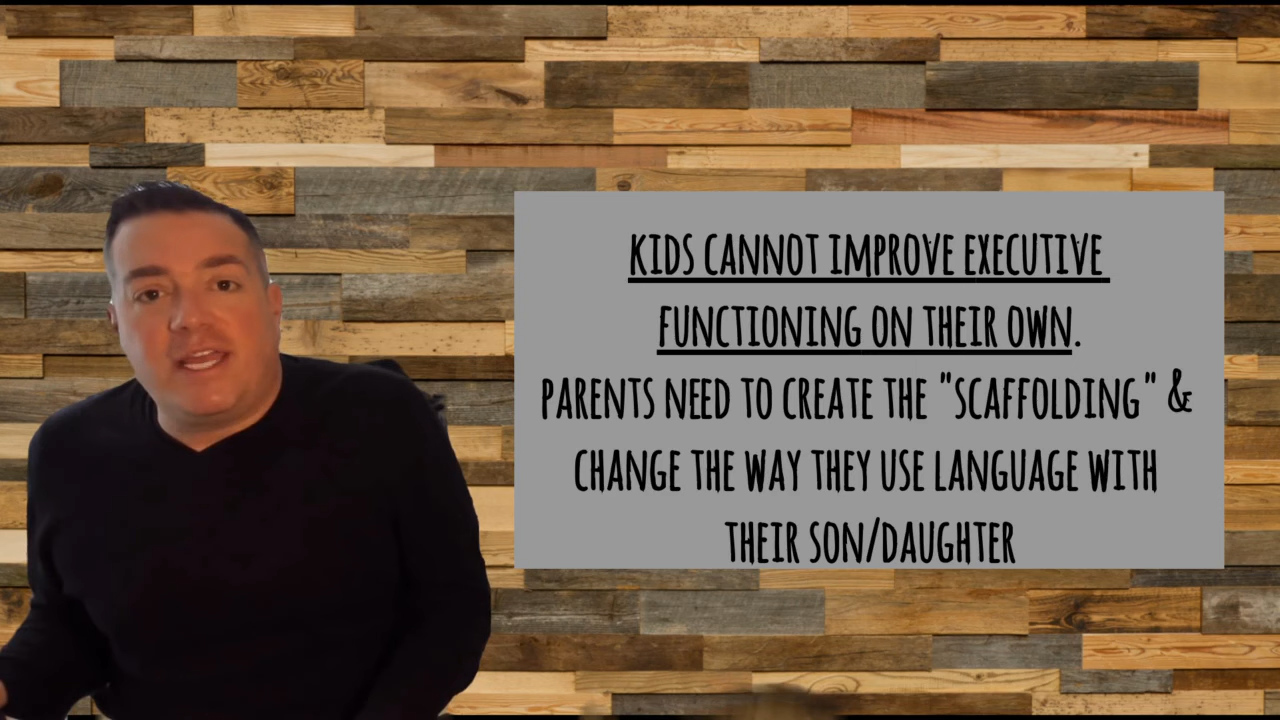 KIDS CANNOT IMPROVE EXECUTIVE
FUNCTIONING ON THEIR OWN.
PARENTS NEED TO CREATE THE "SCAFFOLDING" &
CHANGE THE WAY THEY USE LANGUAGE WITH
THEIR SON/DAUGHTER